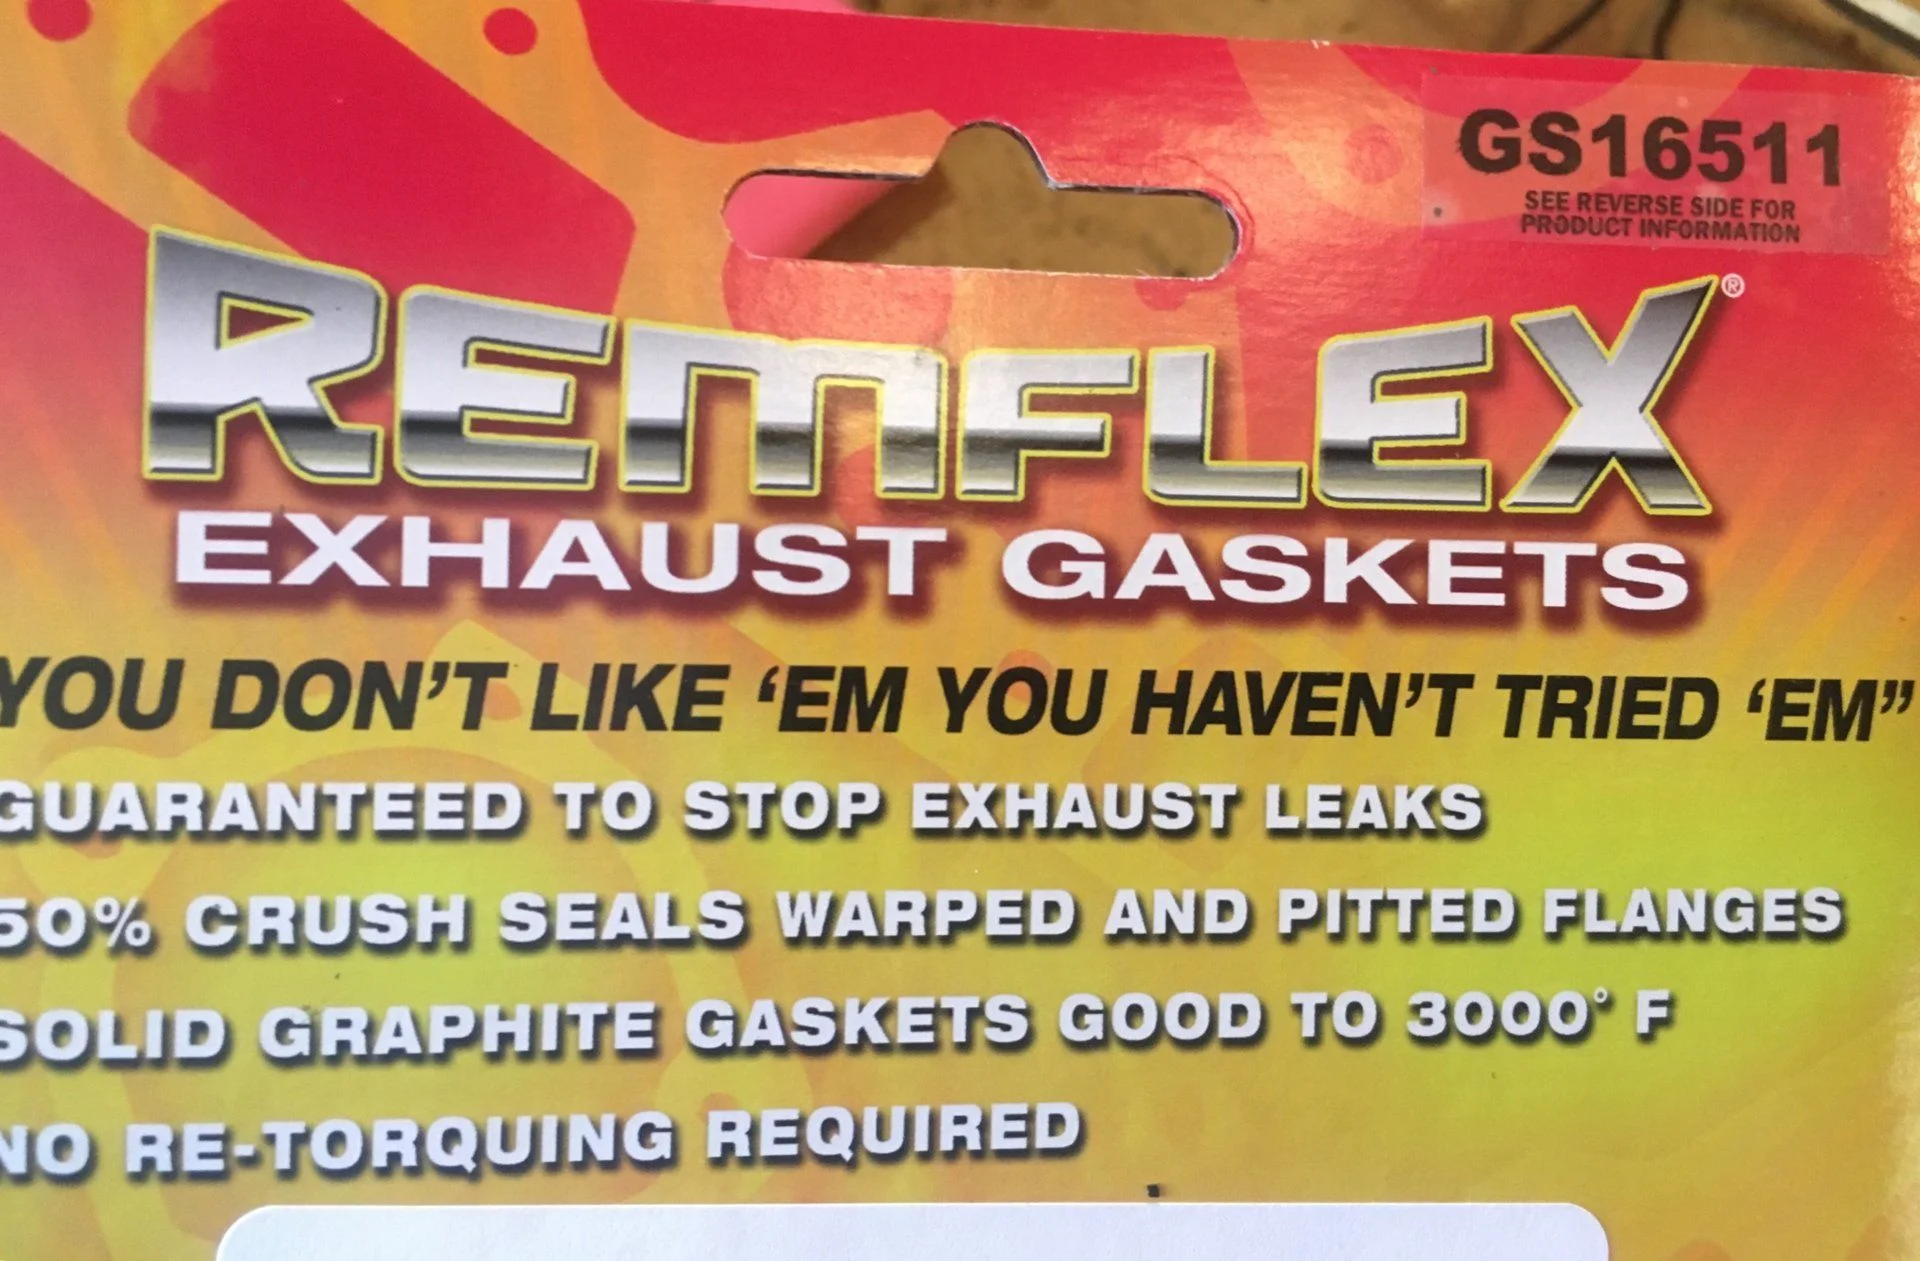 GS16511
SEE REVERSE SIDE FOR
PRODUCT INFORMATION
REMFLEX®
EXHAUST GASKETS
YOU DON'T LIKE ‘EM YOU HAVEN'T TRIED ‘EM”
GUARANTEED TO STOP EXHAUST LEAKS
50% CRUSH SEALS WARPED AND PITTED FLANGES
SOLID GRAPHITE GASKETS GOOD TO 3000° F
NO RE-TORQUING REQUIRED